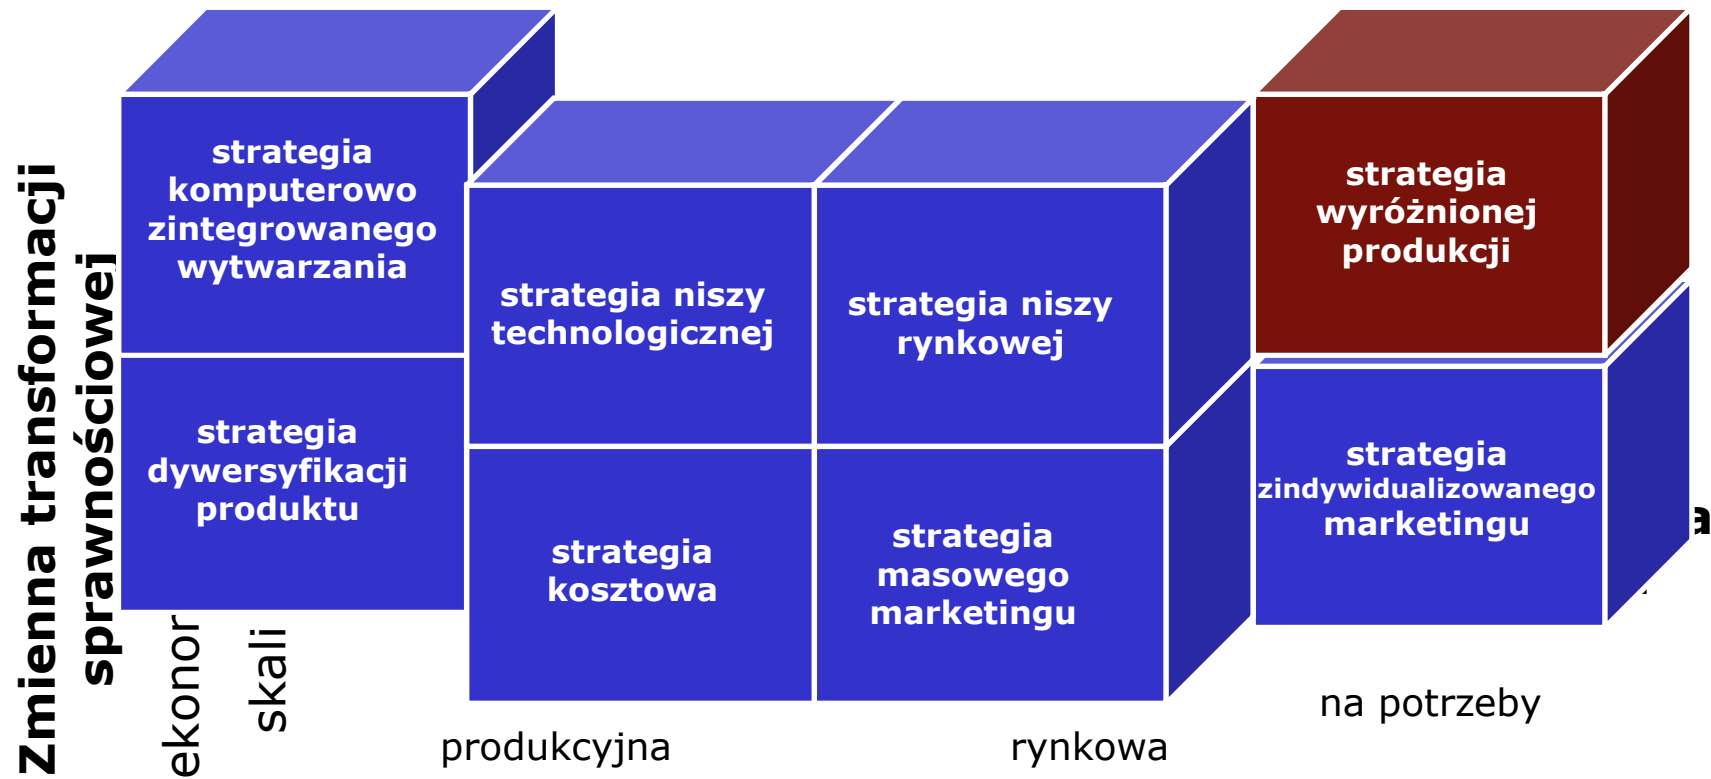 Zmienna transformacji
sprawnościowej
strategia
komputerowo
zintegrowanego
wytwarzania
strategia niszy
technologicznej
strategia niszy
rynkowej
strategia
wyróżnionej
produkcji
strategia
dywersyfikacji
produktu
strategia
kosztowa
strategia
masowego
marketingu
strategia
zindywidualizowanego
marketingu
a
ekonor
skali
produkcyjna
rynkowa
na potrzeby